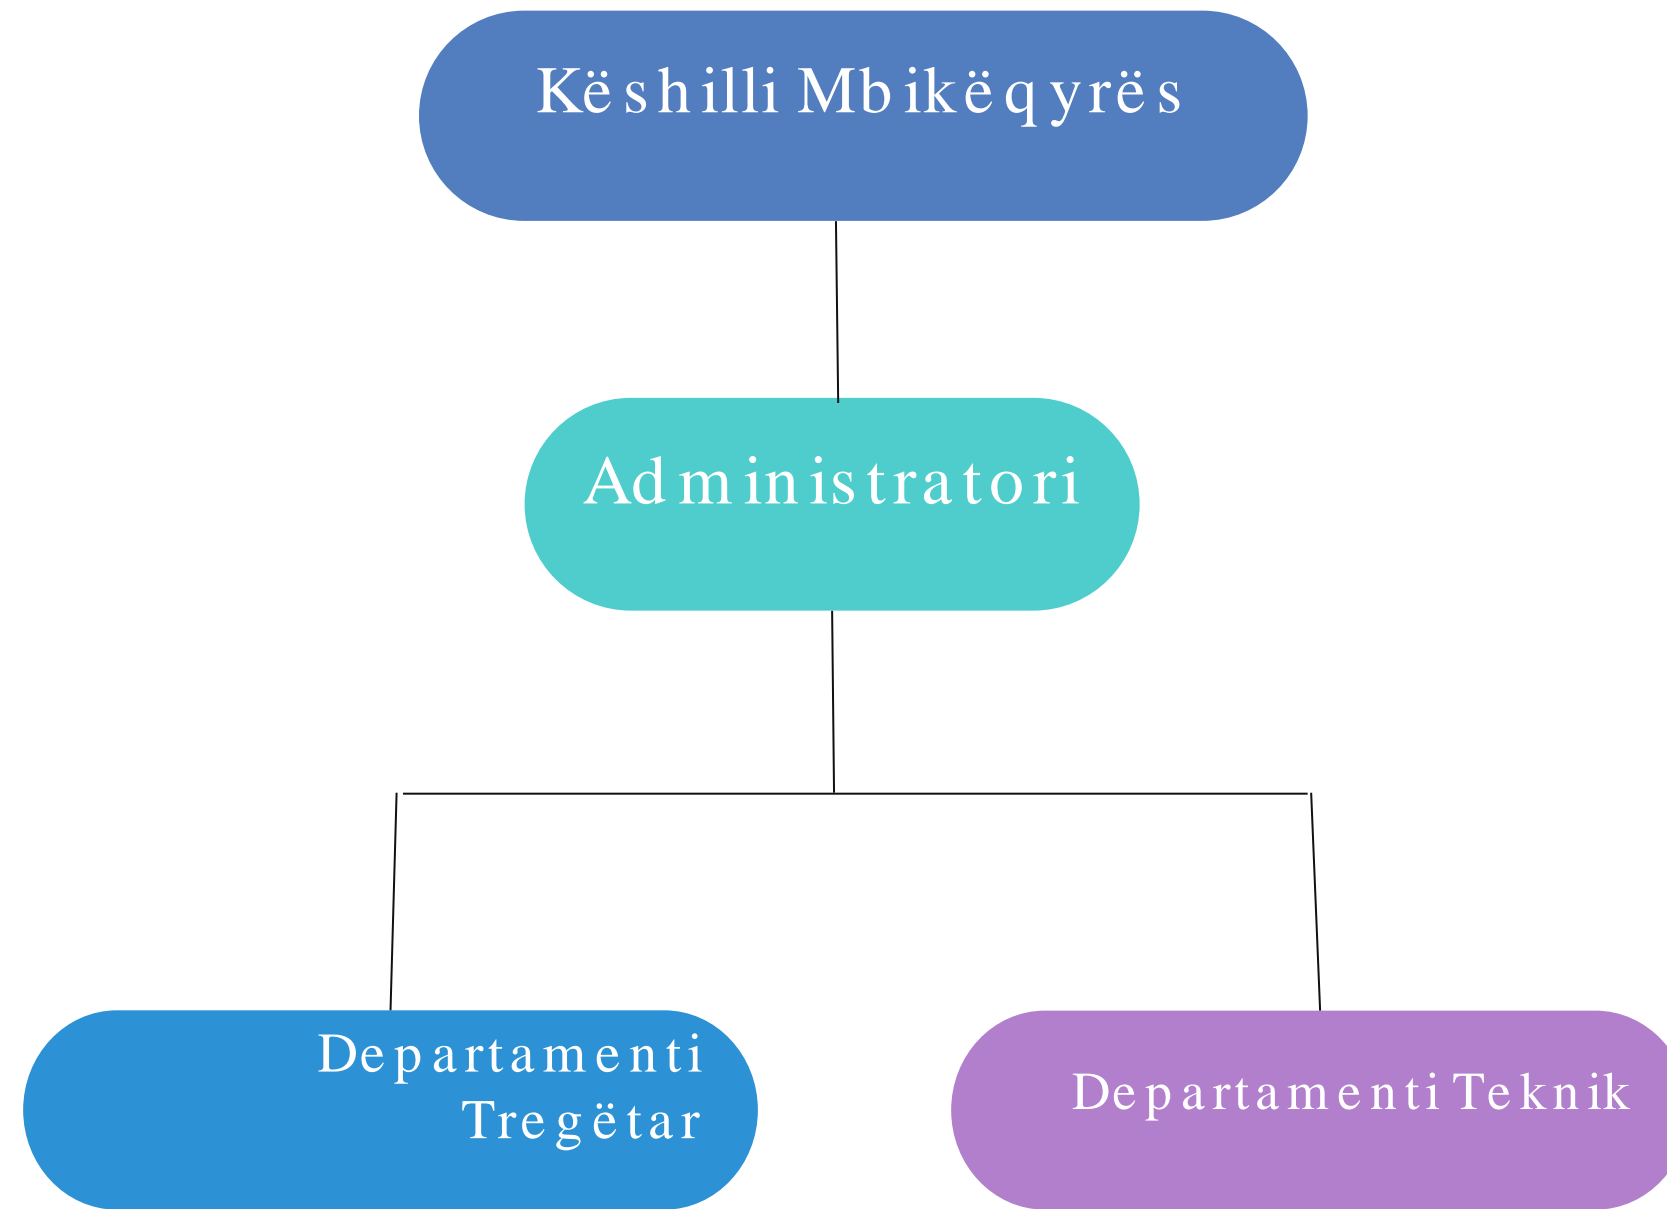 Këshilli Mbikëqyrës
Administratori
Departamenti
Tregëtar
Departamenti Teknik